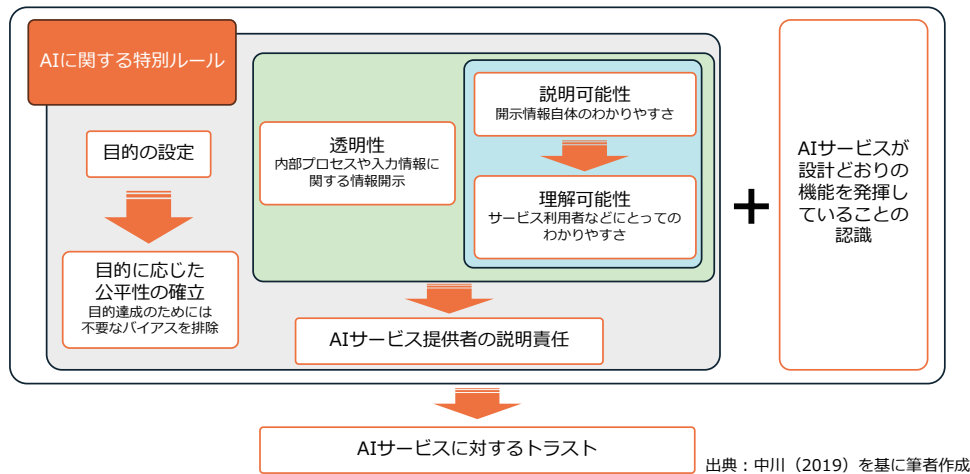 AIに関する特別ルール
目的の設定
目的に応じた
公平性の確立
目的達成のためには
不要なバイアスを排除
透明性
内部プロセスや入力情報に
関する情報開示
説明可能性
開示情報自体のわかりやすさ
理解可能性
サービス利用者などにとっての
わかりやすさ
AIサービス提供者の説明責任
+
AIサービスが
設計どおりの
機能を発揮し
ていることの
認識
AIサービスに対するトラスト
出典：中川（2019）を基に筆者作成